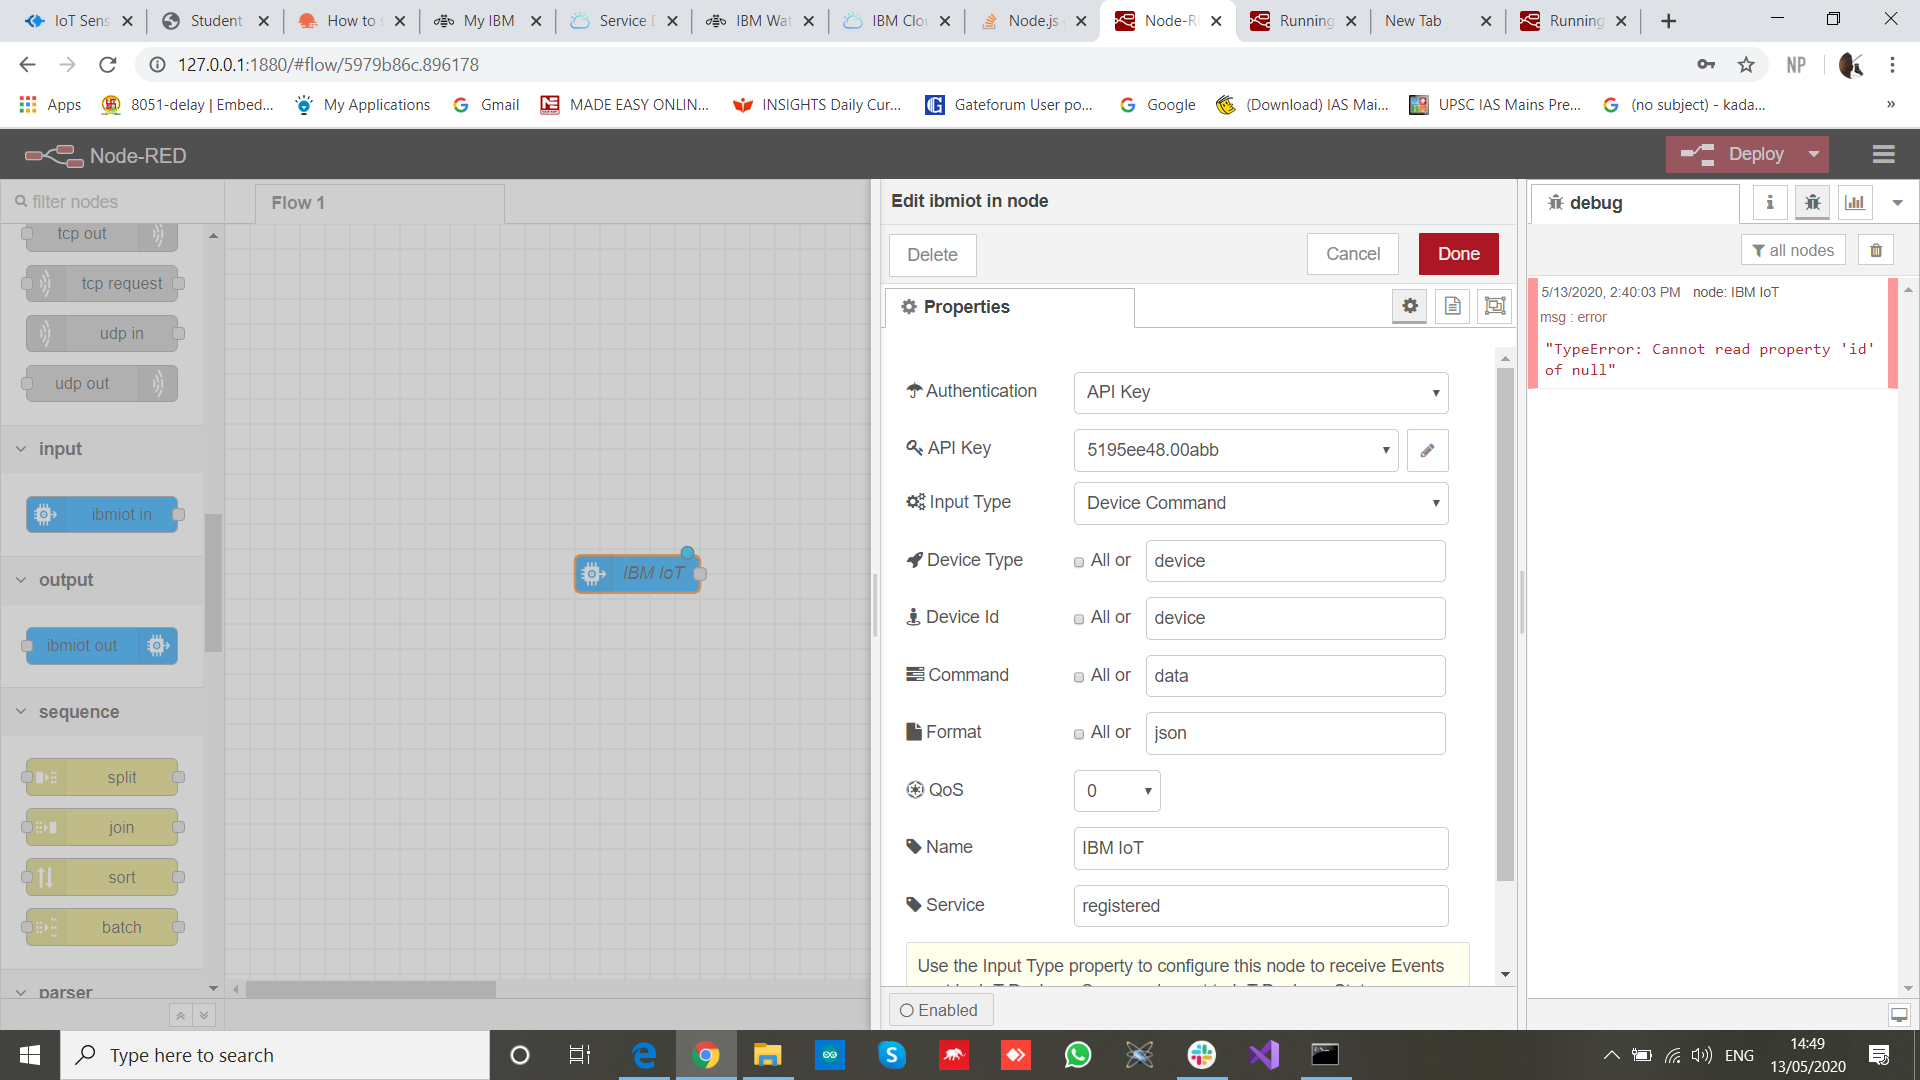 IoT Sens
Student
How to s
My IBM
Service D
IBM Wat
IBM Clou
Node.js
Node-RE
Running
New Tab
Running
127.0.0.1:1880/#flow/5979b86c.896178
NP
Apps
8051-delay | Embed...
My Applications
Gmail
MADE EASY ONLIN...
INSIGHTS Daily Cur...
Gateforum User po...
Google
(Download) IAS Mai...
UPSC IAS Mains Pre...
(no subject) - kada...
»
Node-RED
Deploy
filter nodes
tcp out
tcp request
udp in
udp out
input
ibmiot in
output
ibmiot out
sequence
split
join
sort
batch
parser
Flow 1
IBM IoT
Edit ibmiot in node
Delete
Cancel
Done
Properties
Authentication
API Key
API Key
5195ee48.00abb
Input Type
Device Command
Device Type
All or
device
Device Id
All or
device
Command
All or
data
Format
All or
json
QoS
0
Name
IBM IoT
Service
registered
Use the Input Type property to configure this node to receive Events
Enabled
debug
all nodes
5/13/2020, 2:40:03 PM node: IBM IoT
msg : error
"TypeError: Cannot read property 'id'
of null"
Type here to search
ENG
14:49
13/05/2020